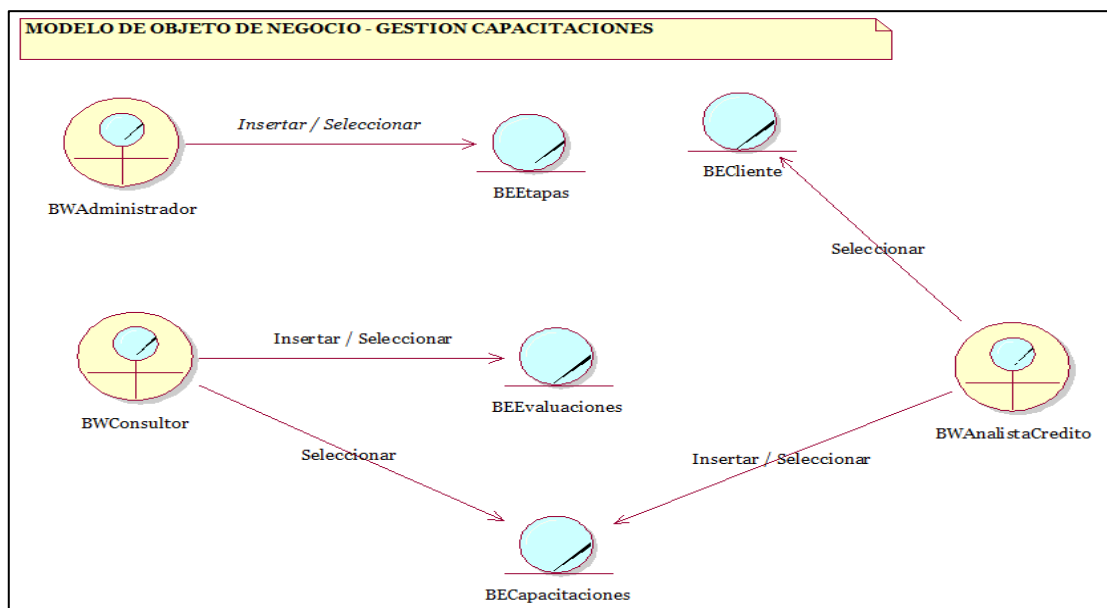 MODELO DE OBJETO DE NEGOCIO - GESTION CAPACITACIONES
Insertar / Seleccionar
BWAdministrador
BEEtapas
BECliente
Seleccionar
Insertar / Seleccionar
BWConsultor
BEEvaluaciones
BWAnalistaCredito
Seleccionar
Insertar / Seleccionar
BECapacitaciones